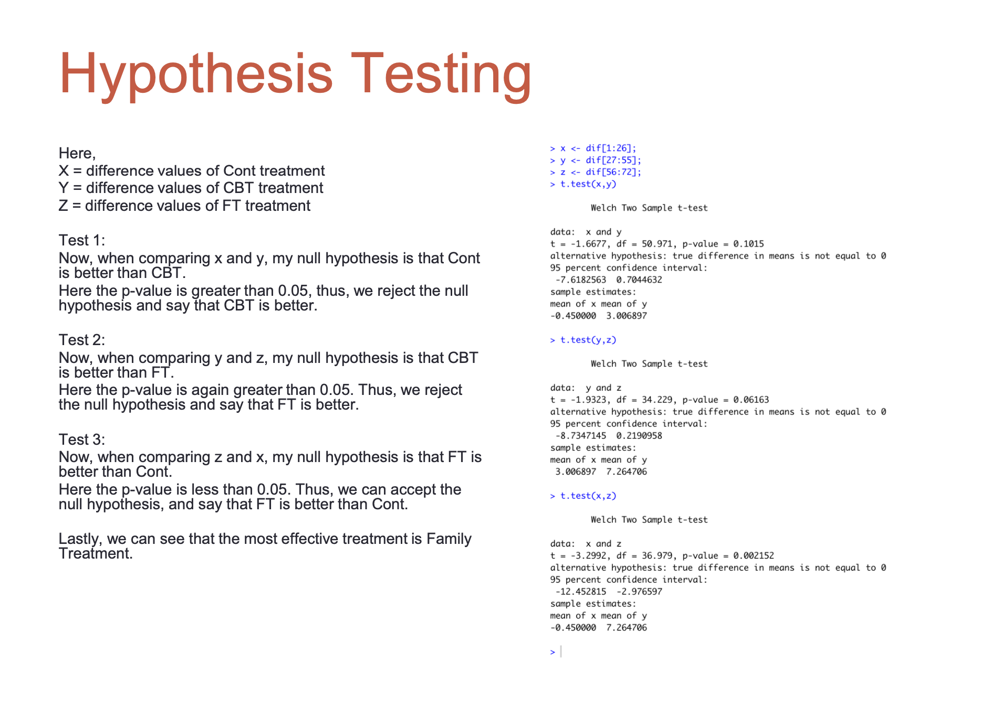 Hypothesis Testing
Here,
X = difference values of Cont treatment
Y = difference values of CBT treatment
Z = difference values of FT treatment
Test 1:
Now, when comparing x and y, my null hypothesis is that Cont
is better than CBT.
Here the p-value is greater than 0.05, thus, we reject the null
hypothesis and say that CBT is better.
Test 2:
Now, when comparing y and z, my null hypothesis is that CBT
is better than FT.
Here the p-value is again greater than 0.05. Thus, we reject
the null hypothesis and say that FT is better.
Test 3:
Now, when comparing z and x, my null hypothesis is that FT is
better than Cont.
Here the p-value is less than 0.05. Thus, we can accept the
null hypothesis, and say that FT is better than Cont.
Lastly, we can see that the most effective treatment is Family
Treatment.
> x <- dif[1:26];
> y <- dif[27:55];
> z <- dif[56:72];
> t.test(x,y)
Welch Two Sample t-test
data:  x and y
t = -1.6677, df = 50.971, p-value = 0.1015
alternative hypothesis: true difference in means is not equal to 0
95 percent confidence interval:
-7.6182563  0.7044632
sample estimates:
mean of x mean of y
-0.450000  3.006897
> t.test(y,z)
Welch Two Sample t-test
data:  y and z
t = -1.9323, df = 34.229, p-value = 0.06163
alternative hypothesis: true difference in means is not equal to 0
95 percent confidence interval:
-8.7347145  0.2190958
sample estimates:
mean of x mean of y
3.006897  7.264706
> t.test(x,z)
Welch Two Sample t-test
data:  x and z
t = -3.2992, df = 36.979, p-value = 0.002152
alternative hypothesis: true difference in means is not equal to 0
95 percent confidence interval:
-12.452815  -2.976597
sample estimates:
mean of x mean of y
-0.450000  7.264706
>